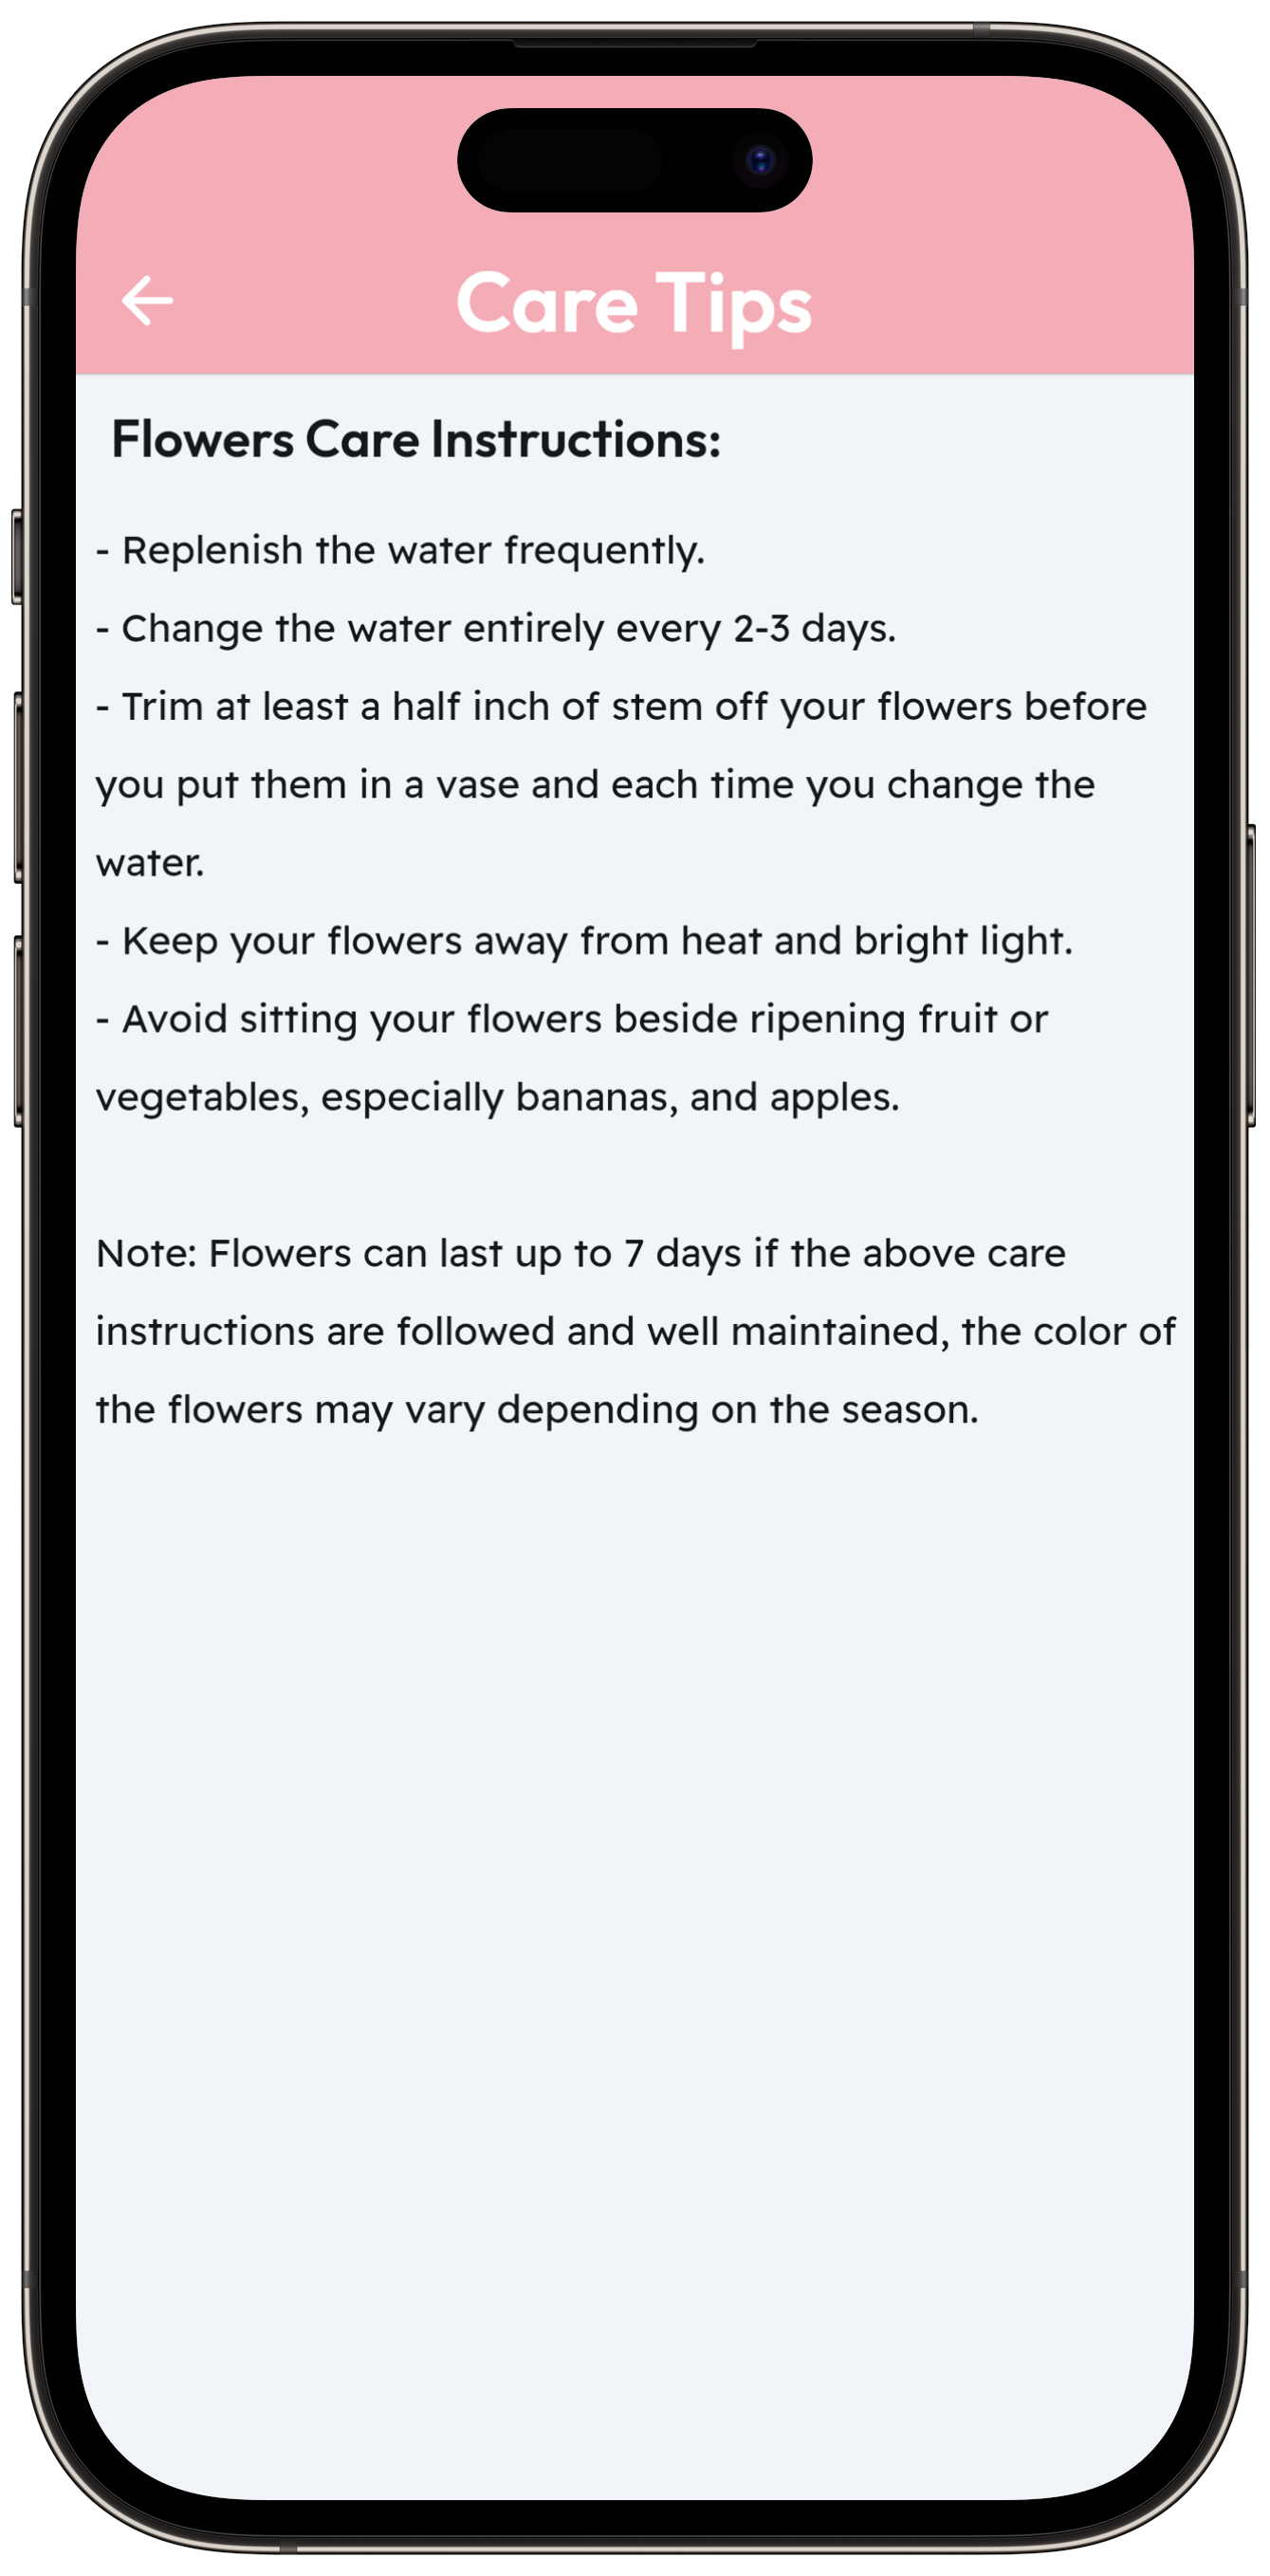 Care Tips
Flowers Care Instructions:
- Replenish the water frequently.
- Change the water entirely every 2-3 days.
- Trim at least a half inch of stem off your flowers before
you put them in a vase and each time you change the
water.
- Keep your flowers away from heat and bright light.
- Avoid sitting your flowers beside ripening fruit or
vegetables, especially bananas, and apples.
Note: Flowers can last up to 7 days if the above care
instructions are followed and well maintained, the color of
the flowers may vary depending on the season.